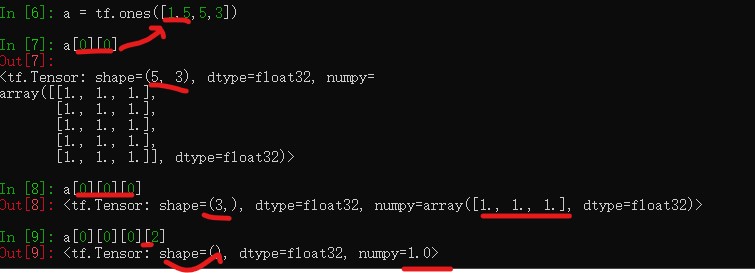 In [6]: a = tf.ones([1,5,5,3])
In [7]: a[0][0]
Out[7]:
<tf.Tensor: shape=(5, 3), dtype=float32, numpy=
array([[1., 1., 1.],
[1., 1., 1.],
[1., 1., 1.],
[1., 1., 1.],
[1., 1., 1.]], dtype=float32)>
In [8]: a[0][0][0]
Out[8]: <tf.Tensor: shape=(3,), dtype=float32, numpy=array([1., 1., 1.], dtype=float32)>
In [9]: a[0][0][0][2]
Out[9]: <tf.Tensor: shape=(), dtype=float32, numpy=1.0>